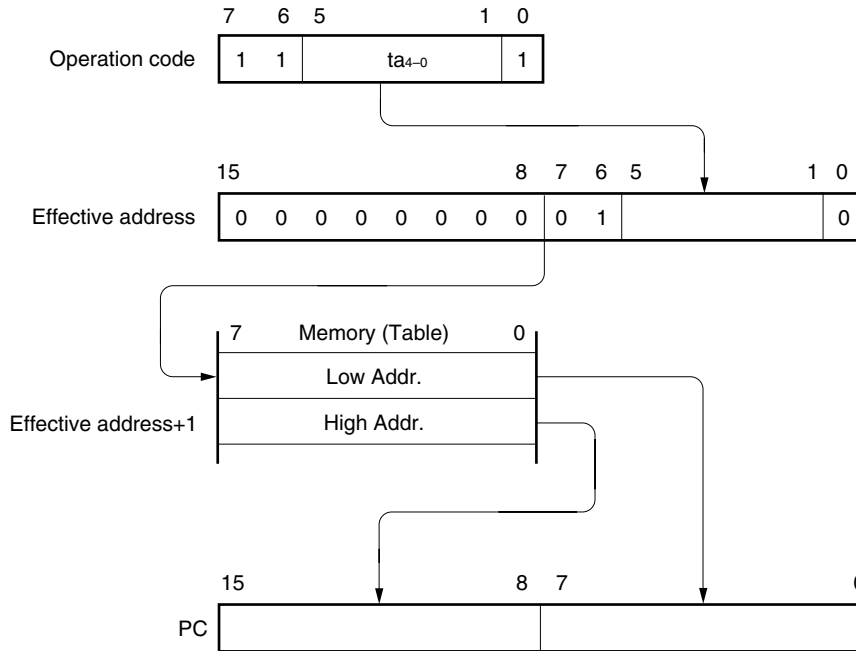 7 6 5 1 0
Operation code 1 1 ta4–0 1
15 8 7 6 5 1 0
Effective address 0 0 0 0 0 0 0 0 0 1 0
7 Memory (Table) 0
Low Addr.
Effective address+1 High Addr.
15 8 7
PC